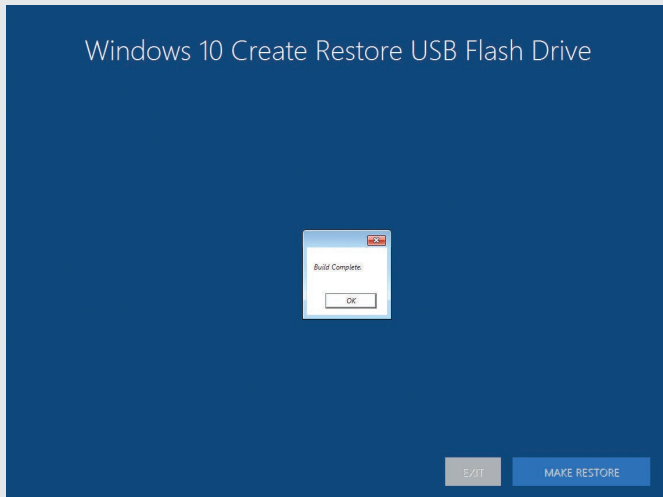 Windows 10 Create Restore USB Flash Drive
Build Complete.
OK
EXIT
MAKE RESTORE